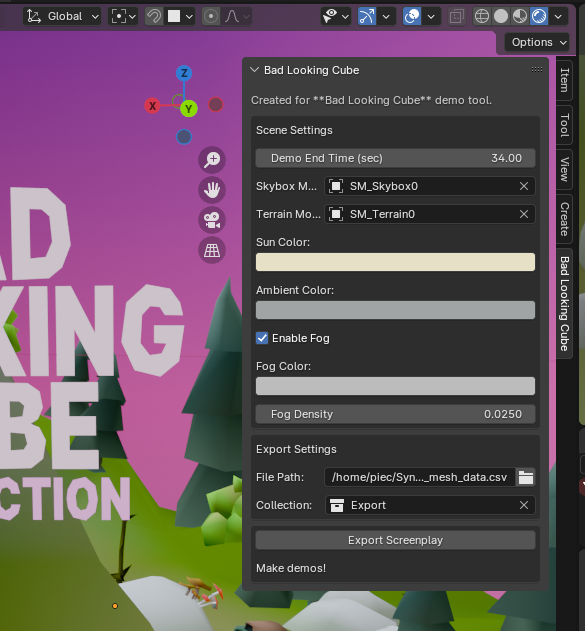 Global
Options
Z
X
Y
Bad Looking Cube
Created for **Bad Looking Cube** demo tool.
Scene Settings
Demo End Time (sec) 34.00
Skybox M... SM_Skybox0
Terrain Mo... SM_Terrain0
Sun Color:
Ambient Color:
Enable Fog
Fog Color:
Fog Density 0.0250
Export Settings
File Path: /home/piec/Syn..._mesh_data.csv
Collection: Export
Export Screenplay
Make demos!
Item
Tool
View
Create
Bad Looking Cube
AD
KING
BE
CTION